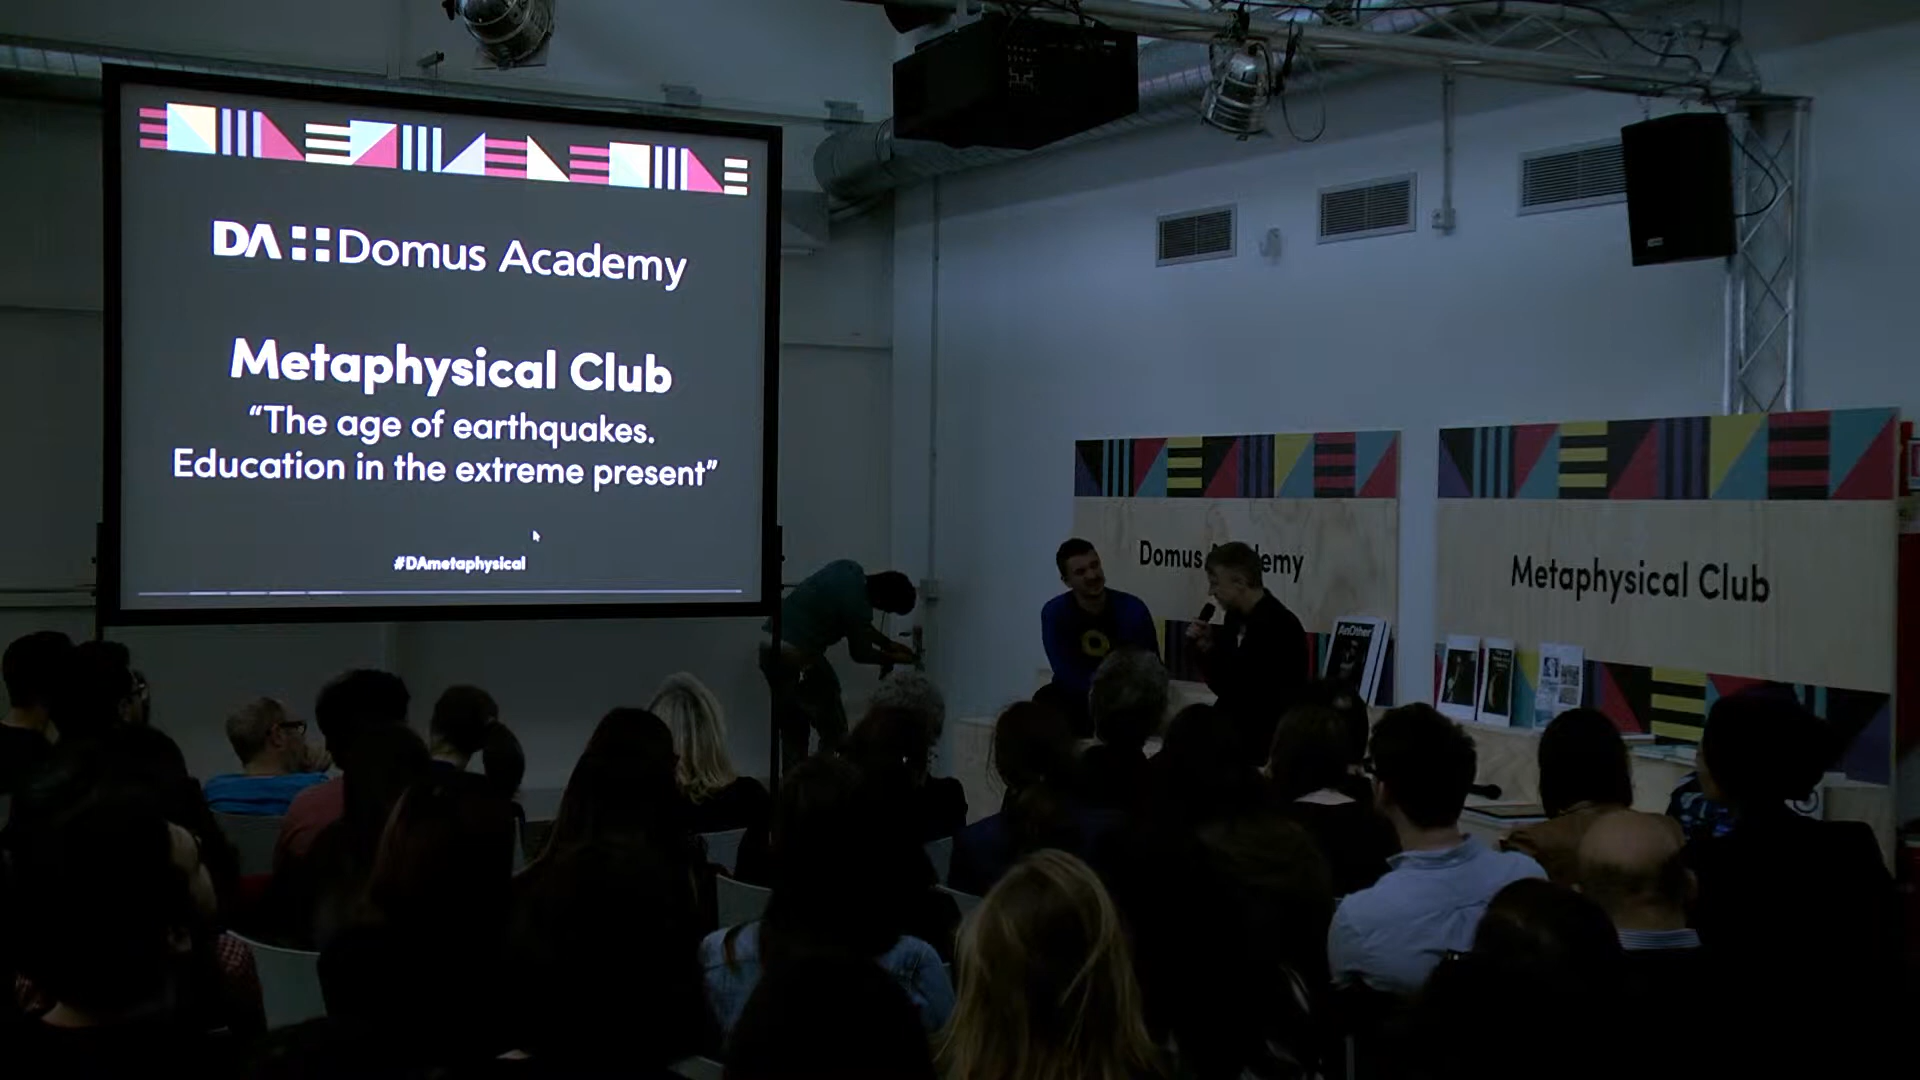 DA Domus Academy
Metaphysical Club
“The age of earthquakes.
Education in the extreme present”
#DAmetaphysical
Domus emy
Metaphysical Club
AnOther